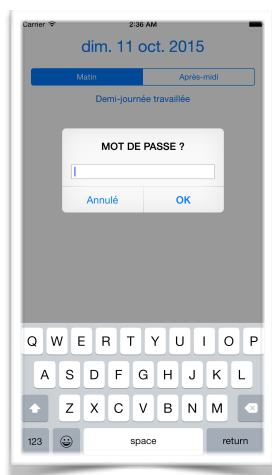 Carrier 2:36 AM
dim. 11 oct. 2015
Matin Après-midi
Demi-journée travaillée
MOT DE PASSE ?
Annulé OK
Q W E R T Y U I O P
A S D F G H J K L
Z X C V B N M
123 space return